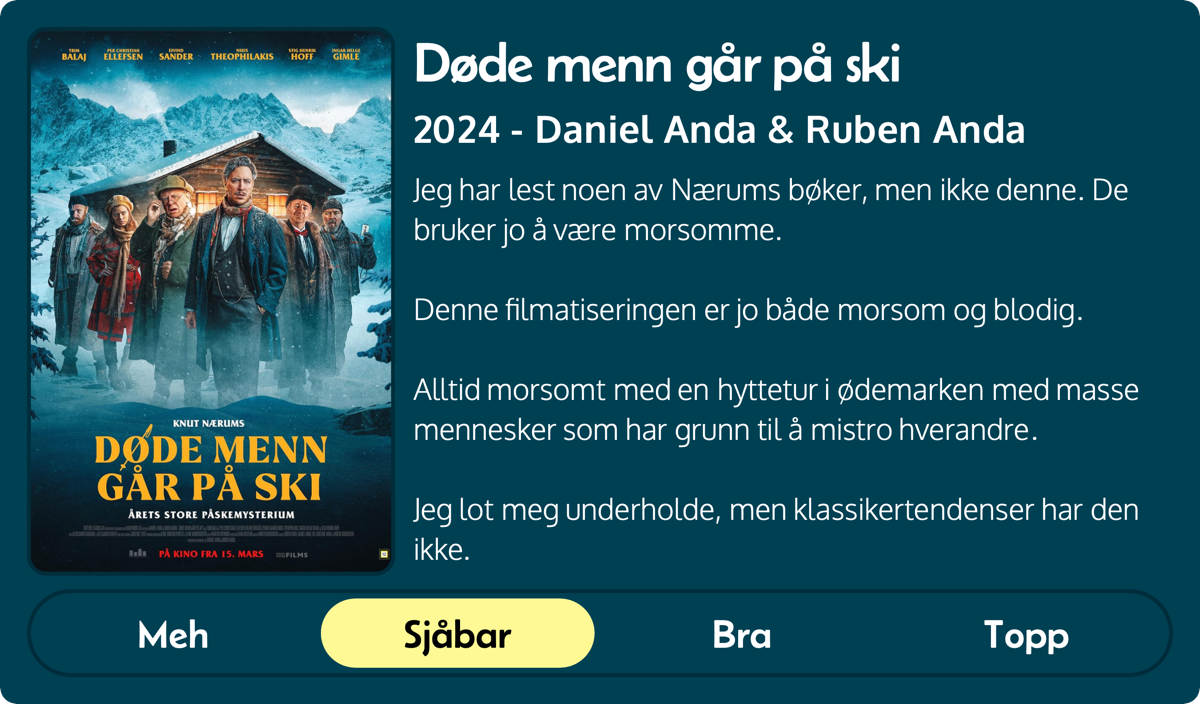 TRIM BALAJ PER CHRISTIAN ELLEFSEN EIVIND SANDER NIKIS THEOPHILAKIS STIG HENRIK HOFF INGAR HELGE GIMLE
KNUT NÆRUMS
DØDE MENN
GÅR PÅ SKI
ÅRETS STORE PÅSKEMYSTERIUM
PÅ KINO FRA 15. MARS
FILMS
Døde menn går på ski
2024 - Daniel Anda & Ruben Anda
Jeg har lest noen av Nærums bøker, men ikke denne. De
bruker jo å være morsomme.
Denne filmatiseringen er jo både morsom og blodig.
Alltid morsomt med en hyttetur i ødemarken med masse
mennesker som har grunn til å mistro hverandre.
Jeg lot meg underholde, men klassikertendenser har den
ikke.
Meh Sjåbar Bra Topp